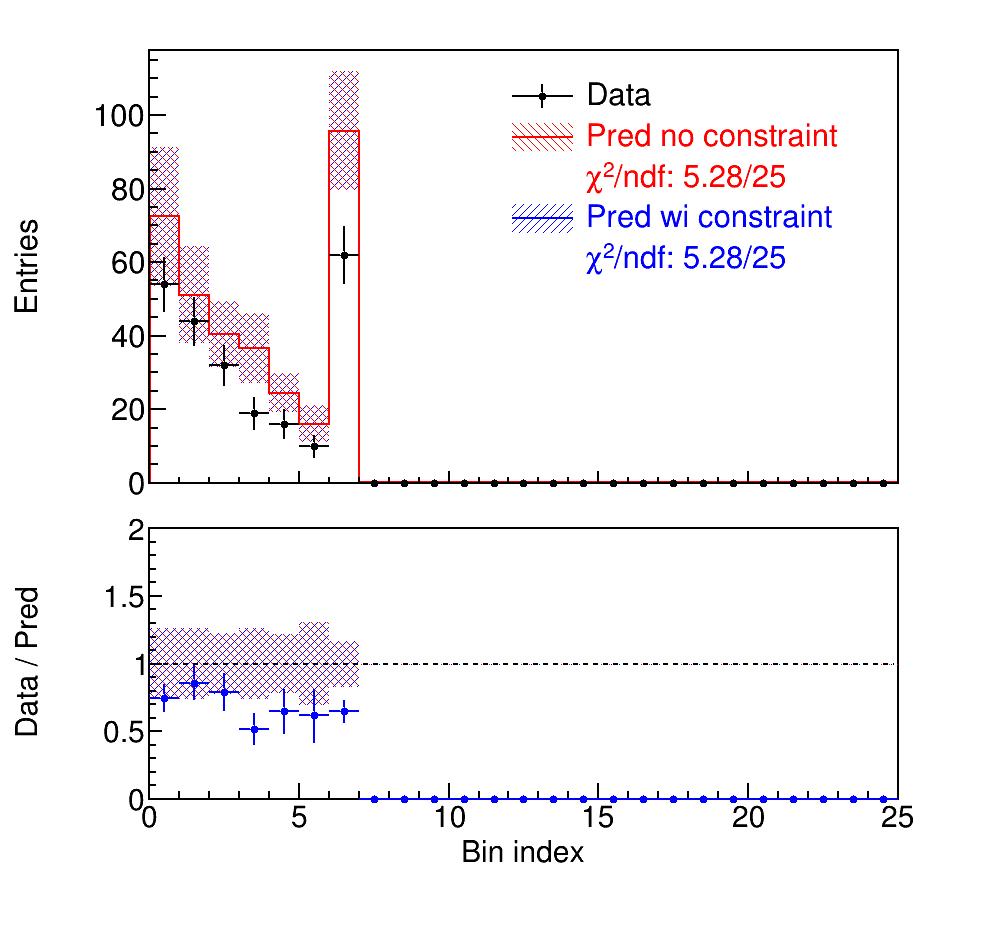 Entries
100
80
60
40
20
0
Data
Pred no constraint
χ²/ndf: 5.28/25
Pred wi constraint
χ²/ndf: 5.28/25
Data / Pred
2
1.5
1
0.5
0
0 5 10 15 20 25
Bin index